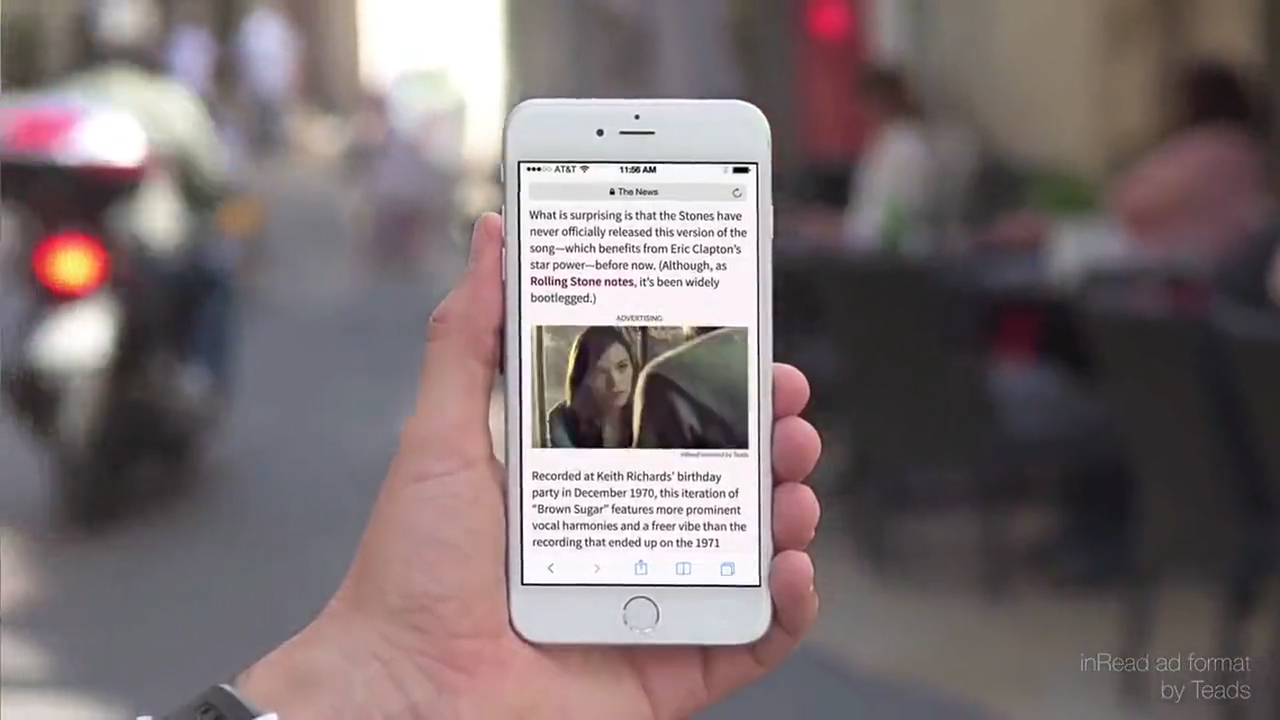 ●●●○○ AT&T 11:56 AM
The News
What is surprising is that the Stones have
never officially released this version of the
song—which benefits from Eric Clapton's
star power—before now. (Although, as
Rolling Stone notes, it's been widely
bootlegged.)
ADVERTISING
inRead invented by Teads
Recorded at Keith Richards' birthday
party in December 1970, this iteration of
“Brown Sugar” features more prominent
vocal harmonies and a freer vibe than the
recording that ended up on the 1971
inRead ad format
by Teads